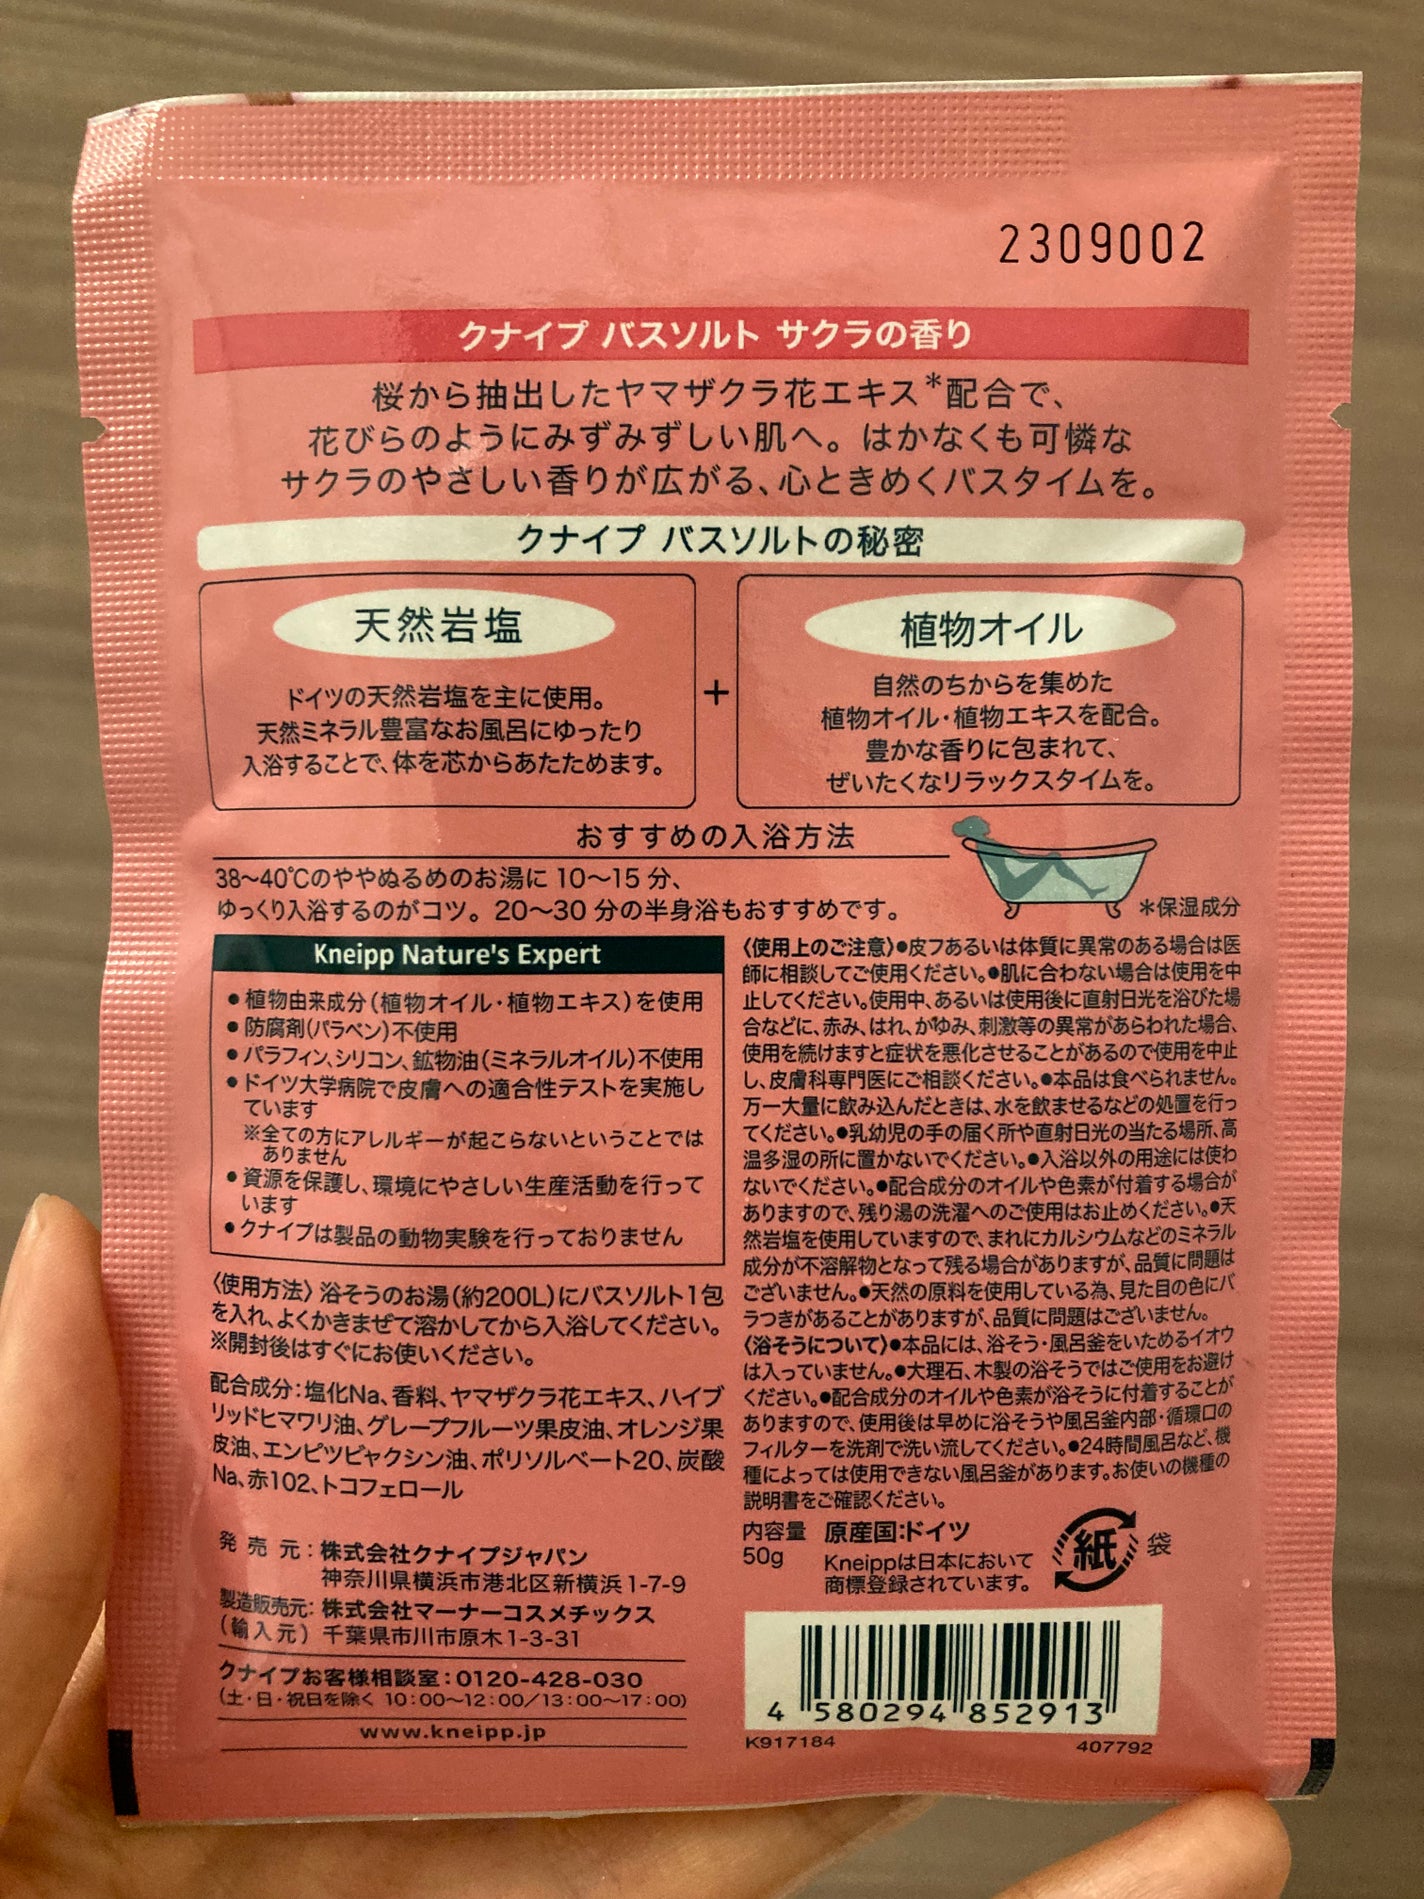 2309002
クナイプ バスソルト サクラの香り
桜から抽出したヤマザクラ花エキス*配合で、
花びらのようにみずみずしい肌へ。はかなくも可憐な
サクラのやさしい香りが広がる、心ときめくバスタイムを。
クナイプ バスソルトの秘密
天然岩塩
ドイツの天然岩塩を主に使用。
天然ミネラル豊富なお風呂にゆったり
入浴することで、体を芯からあたためます。
+
植物オイル
自然のちからを集めた
植物オイル・植物エキスを配合。
豊かな香りに包まれて、
ぜいたくなリラックスタイムを。
おすすめの入浴方法
38〜40℃のややぬるめのお湯に 10〜15 分、
ゆっくり入浴するのがコツ。20〜30 分の半身浴もおすすめです。
*保湿成分
Kneipp Nature's Expert
●植物由来成分(植物オイル・植物エキス)を使用
●防腐剤(パラベン)不使用
●パラフィン、シリコン、鉱物油(ミネラルオイル)不使用
●ドイツ大学病院で皮膚への適合性テストを実施し
ています
※全ての方にアレルギーが起こらないということでは
ありません
●資源を保護し、環境にやさしい生産活動を行って
います
●クナイプは製品の動物実験を行っておりません
〈使用方法〉浴そうのお湯(約200L)にバスソルト1包
を入れ、よくかきまぜて溶かしてから入浴してください。
※開封後はすぐにお使いください。
配合成分:塩化Na、香料、ヤマザクラ花エキス、ハイブ
リッドヒマワリ油、グレープフルーツ果皮油、オレンジ果
皮油、エンピツビャクシン油、ポリソルベート20、炭酸
Na、赤102、トコフェロール
発売元:株式会社クナイプジャパン
神奈川県横浜市港北区新横浜1-7-9
製造販売元:株式会社マーナーコスメチックス
(輸入元)千葉県市川市原木1-3-31
クナイプお客様相談室:0120-428-030
(土・日・祝日を除く 10:00〜12:00/13:00〜17:00)
www.kneipp.jp
〈使用上のご注意〉●皮フあるいは体質に異常のある場合は医
師に相談してご使用ください。●肌に合わない場合は使用を中
止してください。使用中、あるいは使用後に直射日光を浴びた場
合などに、赤み、はれ、かゆみ、刺激等の異常があらわれた場合、
使用を続けますと症状を悪化させることがあるので使用を中止
し、皮膚科専門医にご相談ください。●本品は食べられません。
万一大量に飲み込んだときは、水を飲ませるなどの処置を行っ
てください。●乳幼児の手の届く所や直射日光の当たる場所、高
温多湿の所に置かないでください。●入浴以外の用途には使わ
ないでください。●配合成分のオイルや色素が付着する場合が
ありますので、残り湯の洗濯へのご使用はお止めください。●天
然岩塩を使用していますので、まれにカルシウムなどのミネラル
成分が不溶解物となって残る場合がありますが、品質に問題は
ございません。●天然の原料を使用している為、見た目の色にバ
ラつきがあることがありますが、品質に問題はございません。
〈浴そうについて〉●本品には、浴そう・風呂釜をいためるイオウ
は入っていません。●大理石、木製の浴そうではご使用をお避け
ください。●配合成分のオイルや色素が浴そうに付着することが
ありますので、使用後は早めに浴そうや風呂釜内部・循環口の
フィルターを洗剤で洗い流してください。●24時間風呂など、機
種によっては使用できない風呂釜があります。お使いの機種の
説明書をご確認ください。
内容量
50g
原産国:ドイツ
Kneippは日本において
商標登録されています。
紙 袋
4 580294 852913
K917184
407792